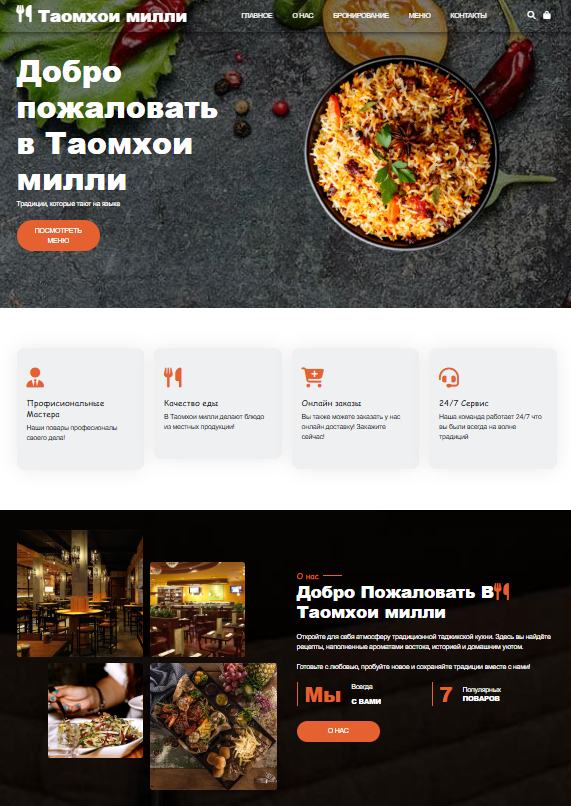 Таомхои милли
ГЛАВНОЕ О НАС БРОНИРОВАНИЕ МЕНЮ КОНТАКТЫ
Добро
пожаловать
в Таомхои
милли
Традиции, которые тают на языке
ПОСМОТРЕТЬ
МЕНЮ
Професиональные
Мастера
Наши повары професионалы
своего дела!
Качество еды
В Таомхои милли делают блюдо
из местных продукции!
Онлайн заказы
Вы также можете заказать у нас
онлайн доставку! Закажите
сейчас!
24/7 Сервис
Наша команда работает 24/7 что
вы были всегда на волне
традиций
О нас
Добро Пожаловать В
Таомхои милли
Откройте для себя атмосферу традиционной таджикской кухни. Здесь вы найдёте
рецепты, наполненные ароматами востока, историей и домашним уютом.
Готовьте с любовью, пробуйте новое и сохраняйте традиции вместе с нами!
Мы
Всегда
С ВАМИ
7
Популярных
ПОВАРОВ
О НАС